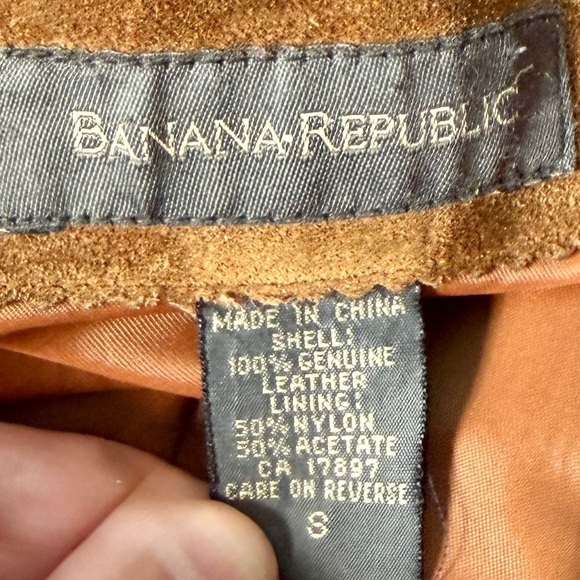 BANANA·REPUBLIC
MADE IN CHINA
SHELL:
100% GENUINE
LEATHER
LINING:
50% NYLON
50% ACETATE
CA 17897
CARE ON REVERSE
S